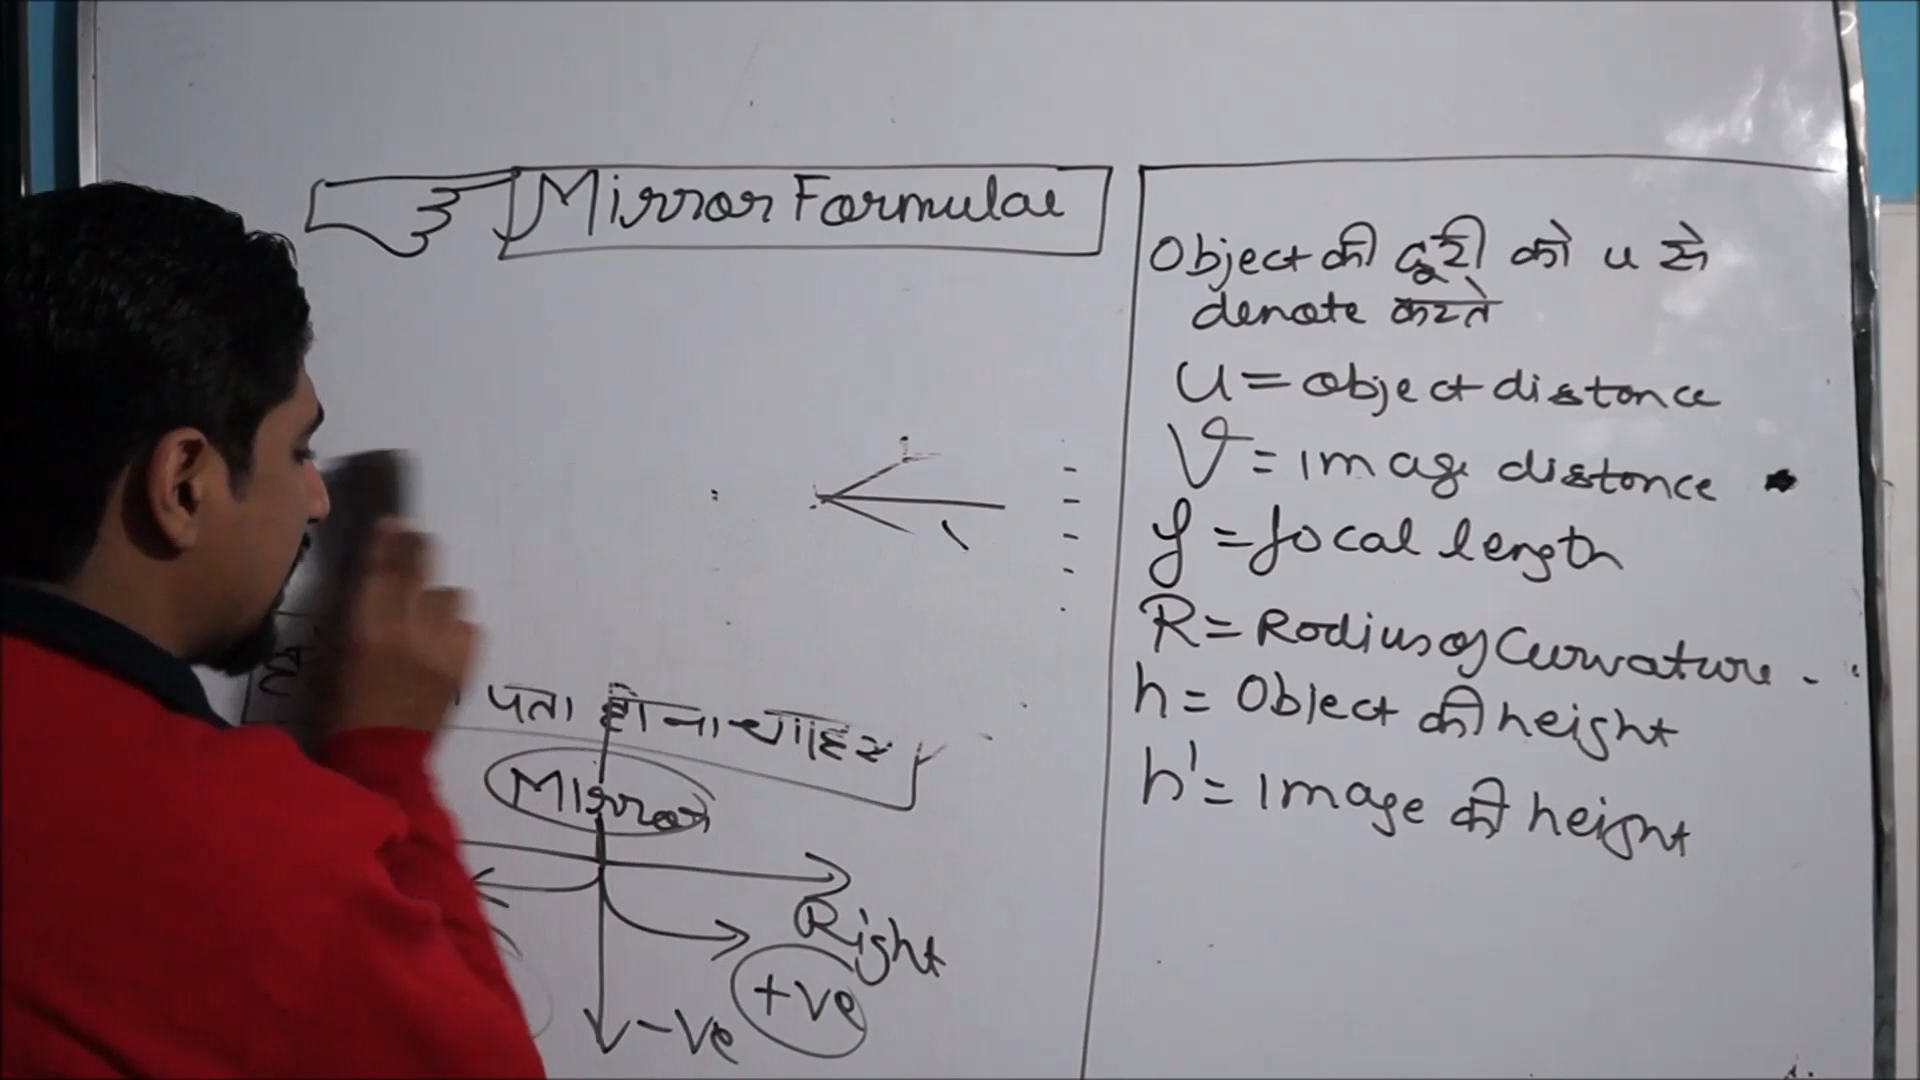 Mirror Formulae
Object की दूरी को u से
denote करते
u = object distance
V = image distance
f = focal length
R = Radius of Curvature
h = Object की height
h' = Image की height
पता होना चाहिए
Mirror
Right
+ve
-ve